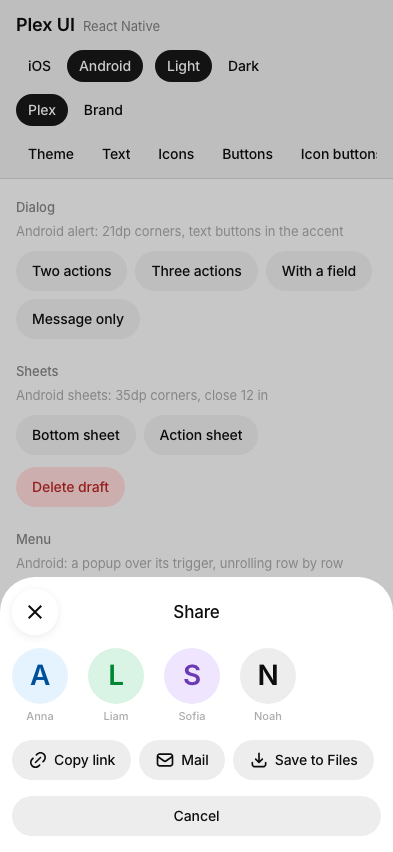 Plex UI React Native
iOS Android Light Dark
Plex Brand
Theme Text Icons Buttons Icon button
Dialog
Android alert: 21dp corners, text buttons in the accent
Two actions Three actions With a field
Message only
Sheets
Android sheets: 35dp corners, close 12 in
Bottom sheet Action sheet
Delete draft
Menu
Android: a popup over its trigger, unrolling row by row
Share
A L S N
Anna Liam Sofia Noah
Copy link Mail Save to Files
Cancel